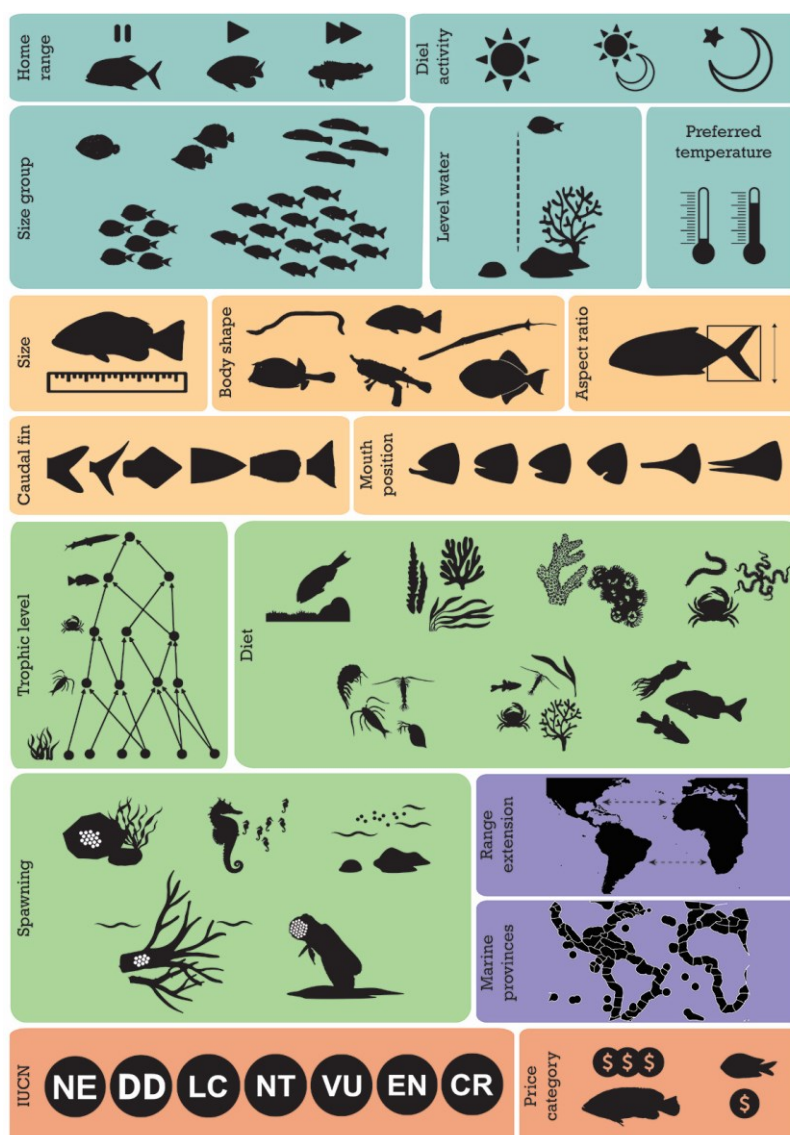 Home
range
Diel
activity
Size group
Level water
Preferred
temperature
Size
Body shape
Aspect ratio
Caudal fin
Mouth
position
Trophic level
Diet
Spawning
Range
extension
Marine
provinces
IUCN
NE DD LC NT VU EN CR
Price
category
$ $ $
$